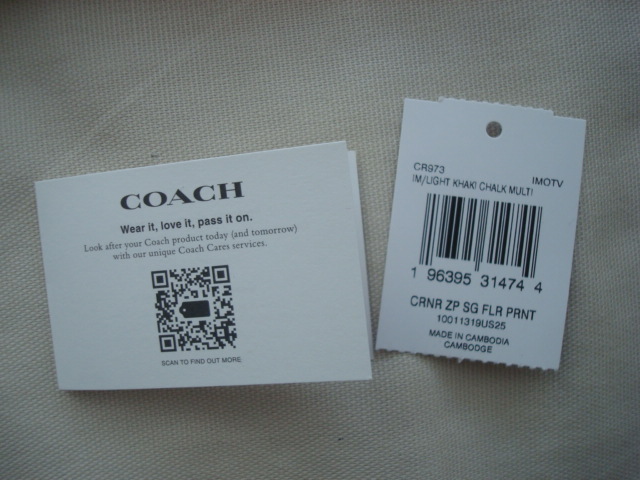 COACH
Wear it, love it, pass it on.
Look after your Coach product today (and tomorrow)
with our unique Coach Cares services.
SCAN TO FIND OUT MORE
CR973
IMOTV
IM/LIGHT KHAKI CHALK MULTI
1 96395 31474 4
CRNR ZP SG FLR PRNT
10011319US25
MADE IN CAMBODIA
CAMBODGE